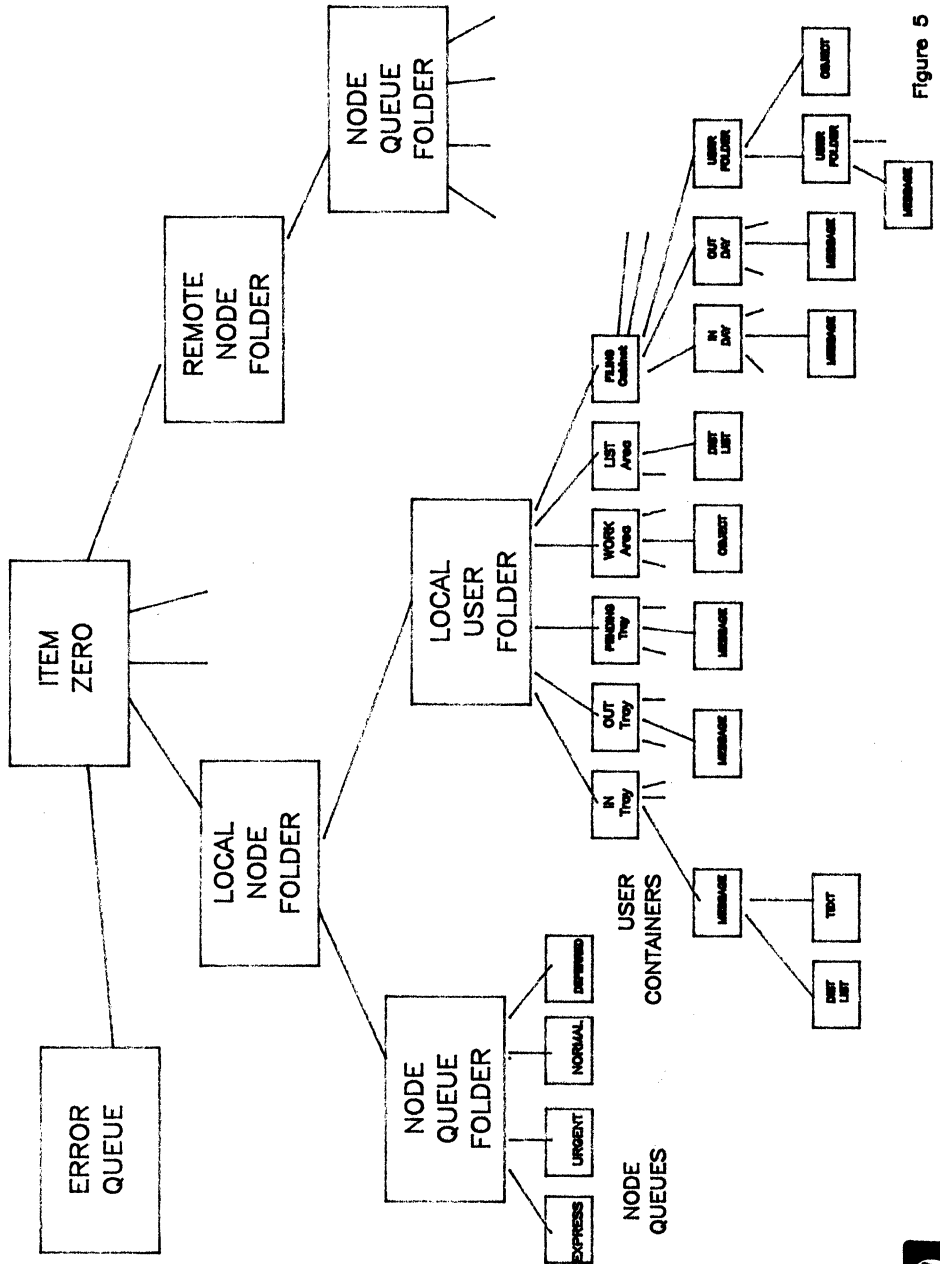 ITEM
ZERO
ERROR
QUEUE
LOCAL
NODE
FOLDER
REMOTE
NODE
FOLDER
NODE
QUEUE
FOLDER
LOCAL
USER
FOLDER
NODE
QUEUE
FOLDER
EXPRESS
URGENT
NORMAL
DEFERRED
NODE
QUEUES
USER
CONTAINERS
IN
Tray
OUT
Tray
PENDING
Tray
WORK
Area
LIST
Area
FILING
Cabinet
MESSAGE
MESSAGE
MESSAGE
OBJECT
DIST
LIST
IN
DAY
OUT
DAY
USER
FOLDER
DIST
LIST
TEXT
MESSAGE
MESSAGE
USER
FOLDER
OBJECT
MESSAGE
Figure 5